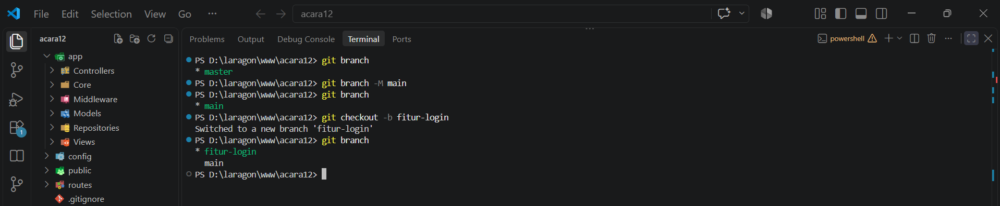 File Edit Selection View Go ··· acara12
acara12
Problems Output Debug Console Terminal Ports
powershell
app
Controllers
Core
Middleware
Models
Repositories
Views
config
public
routes
.gitignore
1
PS D:\laragon\www\acara12> git branch
* master
PS D:\laragon\www\acara12> git branch -M main
PS D:\laragon\www\acara12> git branch
* main
PS D:\laragon\www\acara12> git checkout -b fitur-login
Switched to a new branch 'fitur-login'
PS D:\laragon\www\acara12> git branch
* fitur-login
main
PS D:\laragon\www\acara12>